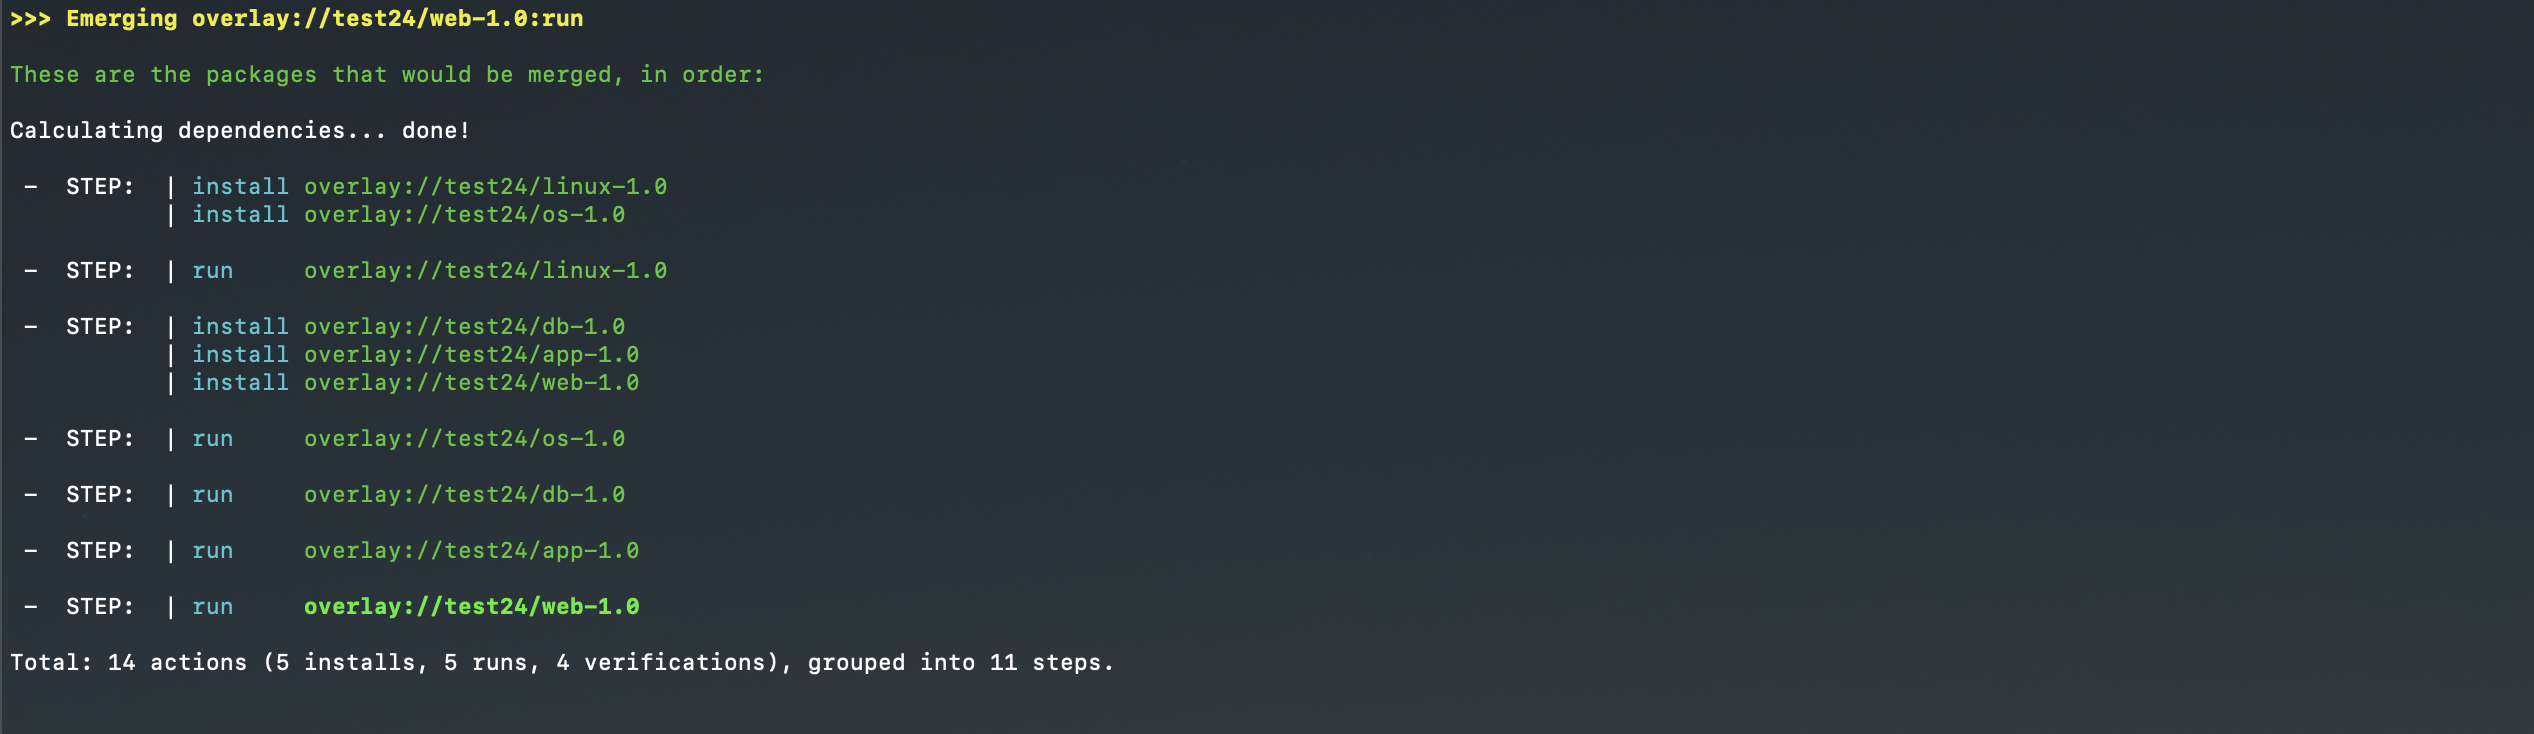 >>> Emerging overlay://test24/web-1.0:run
These are the packages that would be merged, in order:
Calculating dependencies... done!
–  STEP:  | install overlay://test24/linux-1.0
| install overlay://test24/os-1.0
–  STEP:  | run     overlay://test24/linux-1.0
–  STEP:  | install overlay://test24/db-1.0
| install overlay://test24/app-1.0
| install overlay://test24/web-1.0
–  STEP:  | run     overlay://test24/os-1.0
–  STEP:  | run     overlay://test24/db-1.0
–  STEP:  | run     overlay://test24/app-1.0
–  STEP:  | run     overlay://test24/web-1.0
Total: 14 actions (5 installs, 5 runs, 4 verifications), grouped into 11 steps.